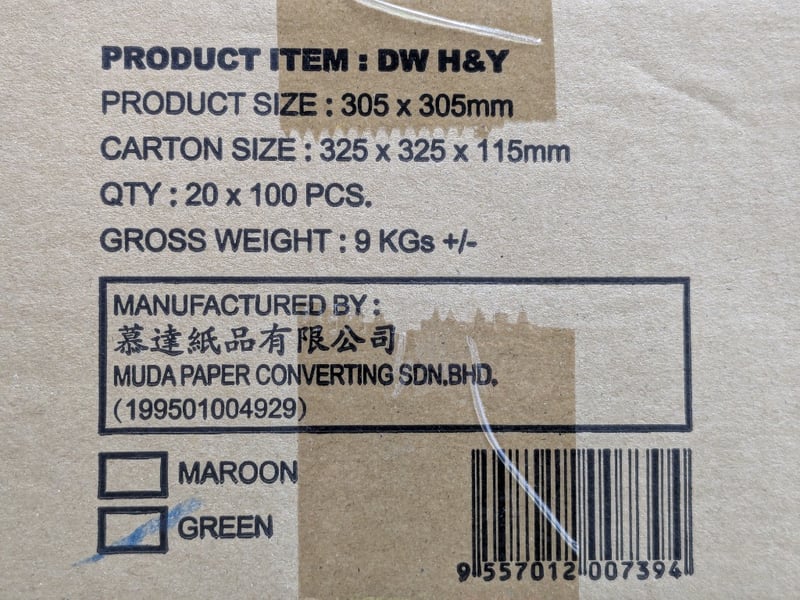 PRODUCT ITEM : DW H&Y
PRODUCT SIZE : 305 x 305mm
CARTON SIZE : 325 x 325 x 115mm
QTY : 20 x 100 PCS.
GROSS WEIGHT : 9 KGs +/-
MANUFACTURED BY :
慕達紙品有限公司
MUDA PAPER CONVERTING SDN.BHD.
(199501004929)
MAROON
GREEN
9 557012 007394